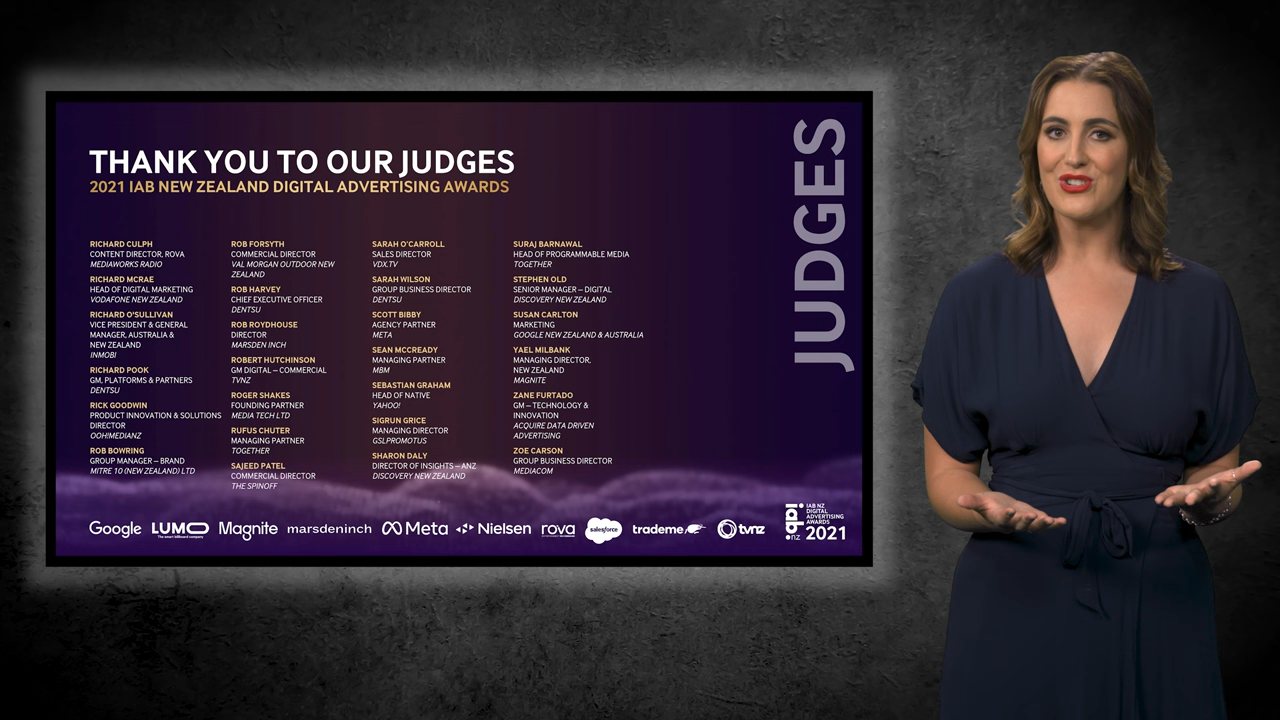 THANK YOU TO OUR JUDGES
2021 IAB NEW ZEALAND DIGITAL ADVERTISING AWARDS
JUDGES
RICHARD CULPH
CONTENT DIRECTOR, ROVA
MEDIAWORKS RADIO
RICHARD MCRAE
HEAD OF DIGITAL MARKETING
VODAFONE NEW ZEALAND
RICHARD O'SULLIVAN
VICE PRESIDENT & GENERAL
MANAGER, AUSTRALIA &
NEW ZEALAND
INMOBI
RICHARD POOK
GM, PLATFORMS & PARTNERS
DENTSU
RICK GOODWIN
PRODUCT INNOVATION & SOLUTIONS
DIRECTOR
OOH!MEDIANZ
ROB BOWRING
GROUP MANAGER – BRAND
MITRE 10 (NEW ZEALAND) LTD
ROB FORSYTH
COMMERCIAL DIRECTOR
VAL MORGAN OUTDOOR NEW
ZEALAND
ROB HARVEY
CHIEF EXECUTIVE OFFICER
DENTSU
ROB ROYDHOUSE
DIRECTOR
MARSDEN INCH
ROBERT HUTCHINSON
GM DIGITAL – COMMERCIAL
TVNZ
ROGER SHAKES
FOUNDING PARTNER
MEDIA TECH LTD
RUFUS CHUTER
MANAGING PARTNER
TOGETHER
SAJEED PATEL
COMMERCIAL DIRECTOR
THE SPINOFF
SARAH O'CARROLL
SALES DIRECTOR
VDX.TV
SARAH WILSON
GROUP BUSINESS DIRECTOR
DENTSU
SCOTT BIBBY
AGENCY PARTNER
META
SEAN MCCREADY
MANAGING PARTNER
MBM
SEBASTIAN GRAHAM
HEAD OF NATIVE
YAHOO!
SIGRUN GRICE
MANAGING DIRECTOR
GSLPROMOTUS
SHARON DALY
DIRECTOR OF INSIGHTS – ANZ
DISCOVERY NEW ZEALAND
SURAJ BARNAWAL
HEAD OF PROGRAMMABLE MEDIA
TOGETHER
STEPHEN OLD
SENIOR MANAGER – DIGITAL
DISCOVERY NEW ZEALAND
SUSAN CARLTON
MARKETING
GOOGLE NEW ZEALAND & AUSTRALIA
YAEL MILBANK
MANAGING DIRECTOR,
NEW ZEALAND
MAGNITE
ZANE FURTADO
GM – TECHNOLOGY &
INNOVATION
ACQUIRE DATA DRIVEN
ADVERTISING
ZOE CARSON
GROUP BUSINESS DIRECTOR
MEDIACOM
Google
LUMO
The smart billboard company
Magnite
marsdeninch
Meta
Nielsen
rova
salesforce
trademe
tvnz
iab.nz
IAB NZ
DIGITAL
ADVERTISING
AWARDS
2021